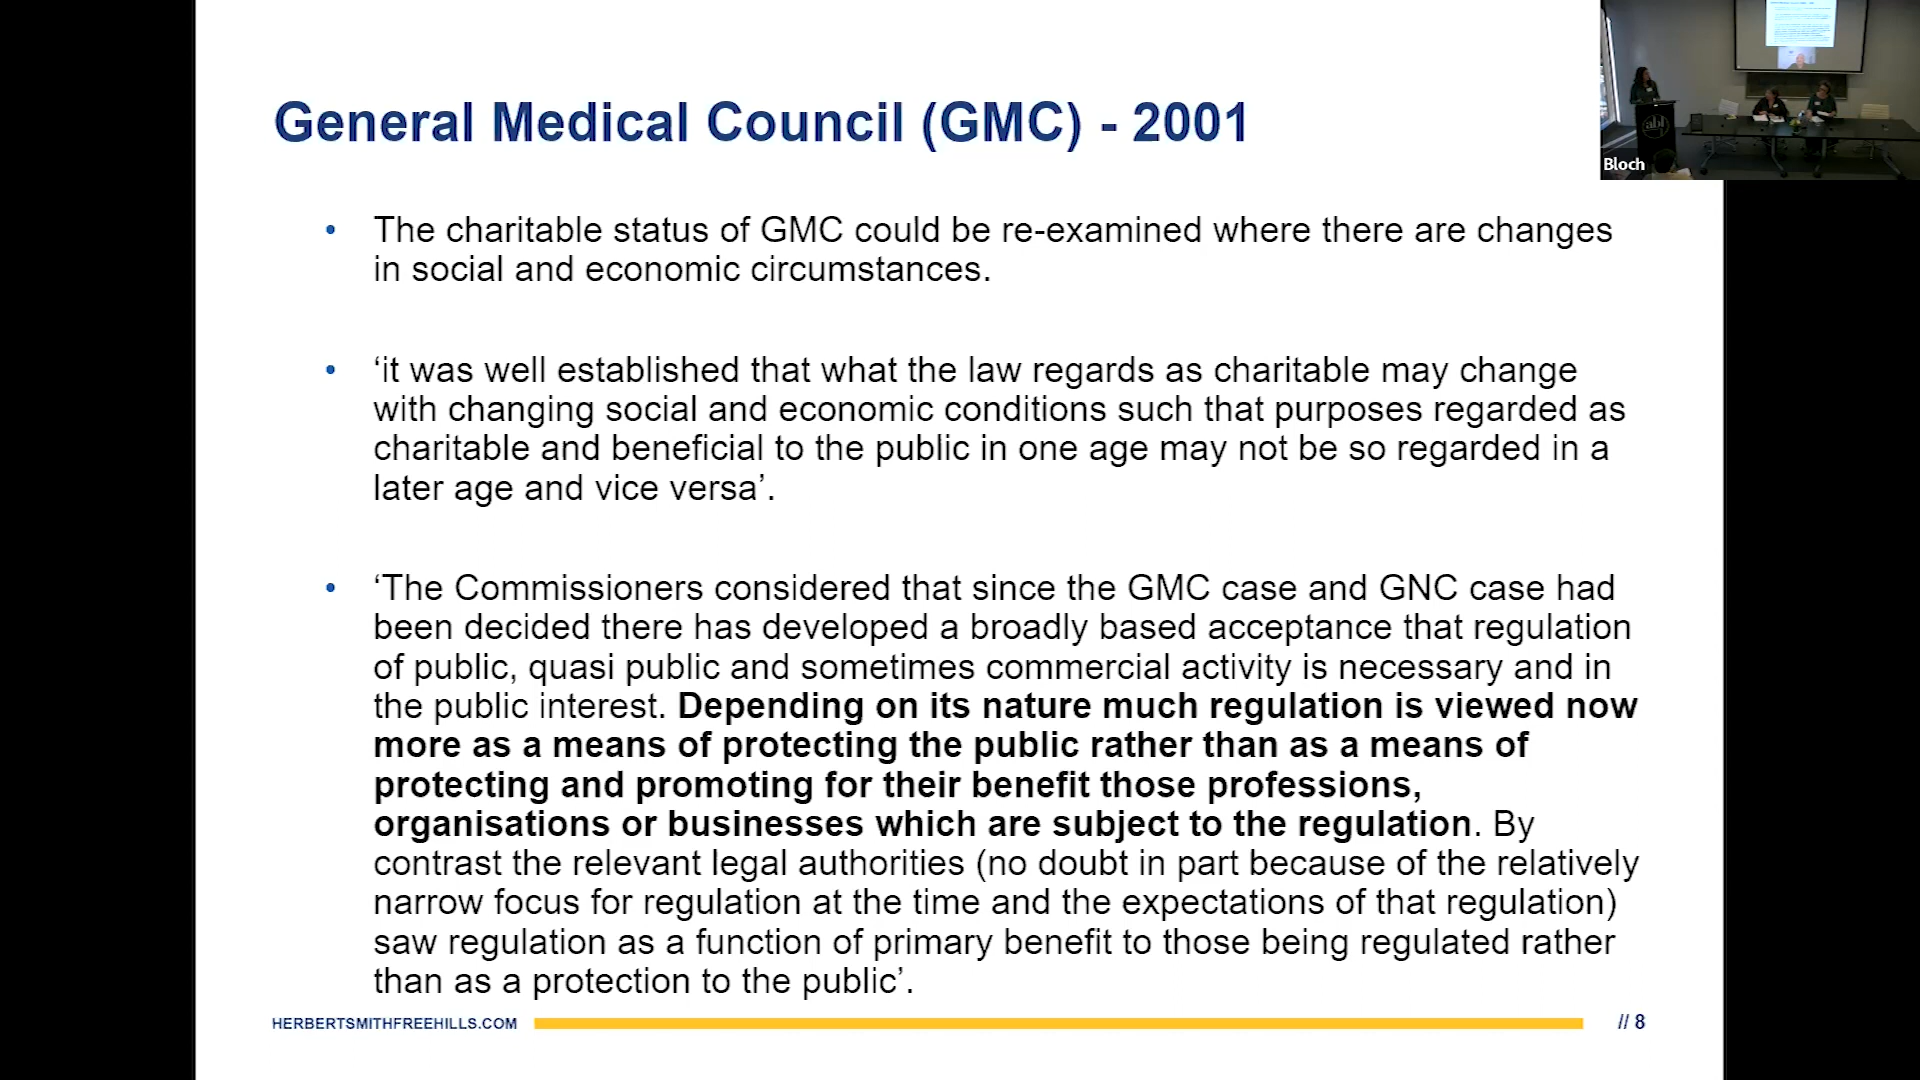 General Medical Council (GMC) - 2001
Bloch
• The charitable status of GMC could be re-examined where there are changes
in social and economic circumstances.
• ‘it was well established that what the law regards as charitable may change
with changing social and economic conditions such that purposes regarded as
charitable and beneficial to the public in one age may not be so regarded in a
later age and vice versa’.
• ‘The Commissioners considered that since the GMC case and GNC case had
been decided there has developed a broadly based acceptance that regulation
of public, quasi public and sometimes commercial activity is necessary and in
the public interest. Depending on its nature much regulation is viewed now
more as a means of protecting the public rather than as a means of
protecting and promoting for their benefit those professions,
organisations or businesses which are subject to the regulation. By
contrast the relevant legal authorities (no doubt in part because of the relatively
narrow focus for regulation at the time and the expectations of that regulation)
saw regulation as a function of primary benefit to those being regulated rather
than as a protection to the public’.
HERBERTSMITHFREEHILLS.COM
// 8